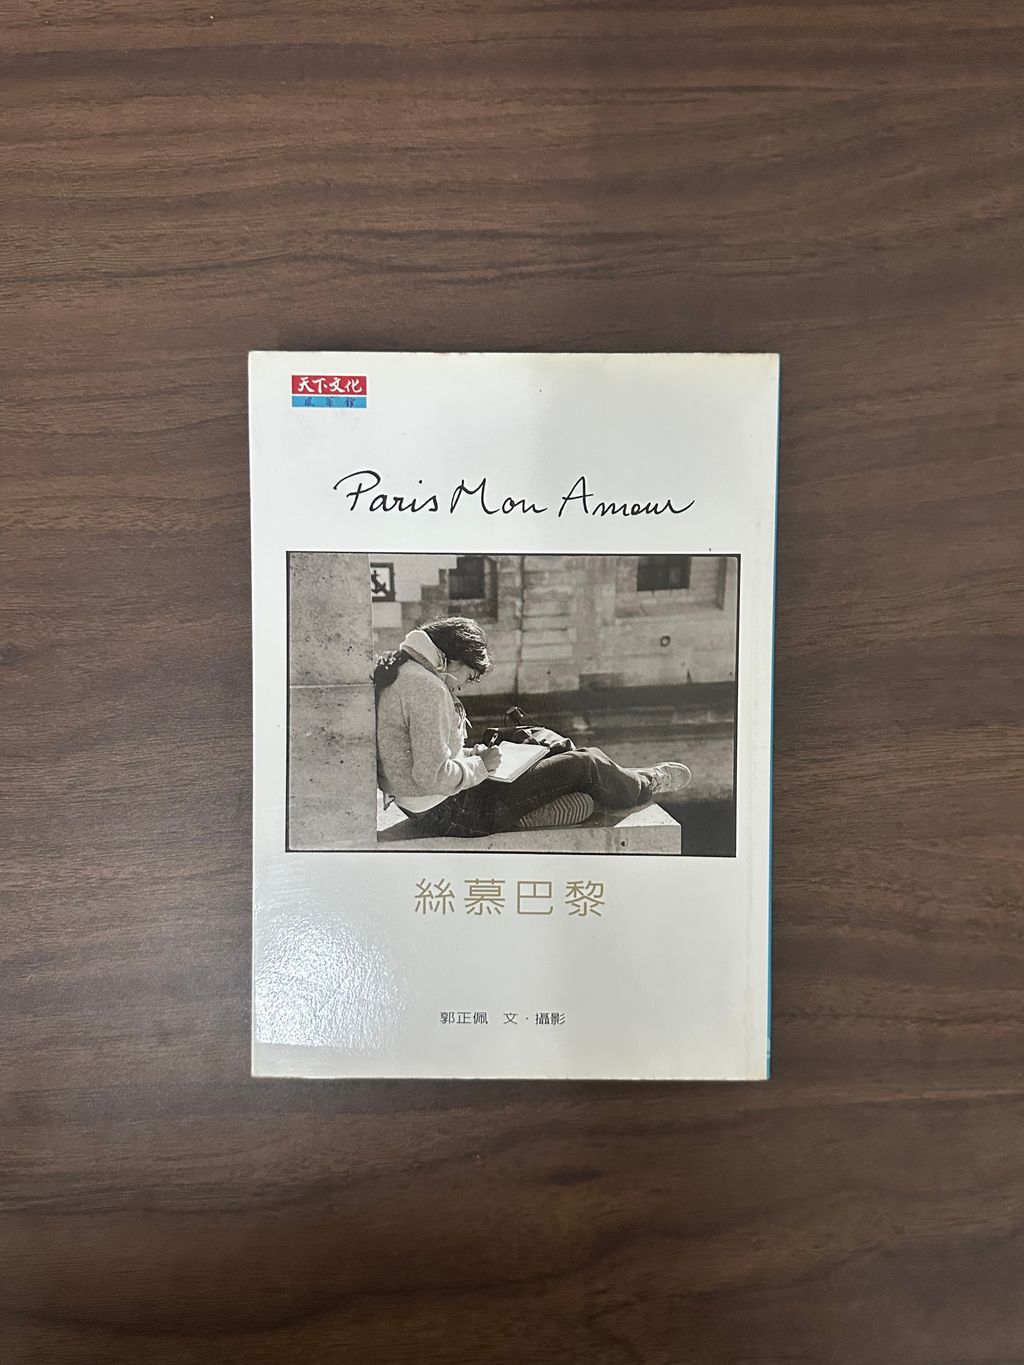 天下文化
Paris Mon Amour
絲慕巴黎
郭正佩 文·攝影